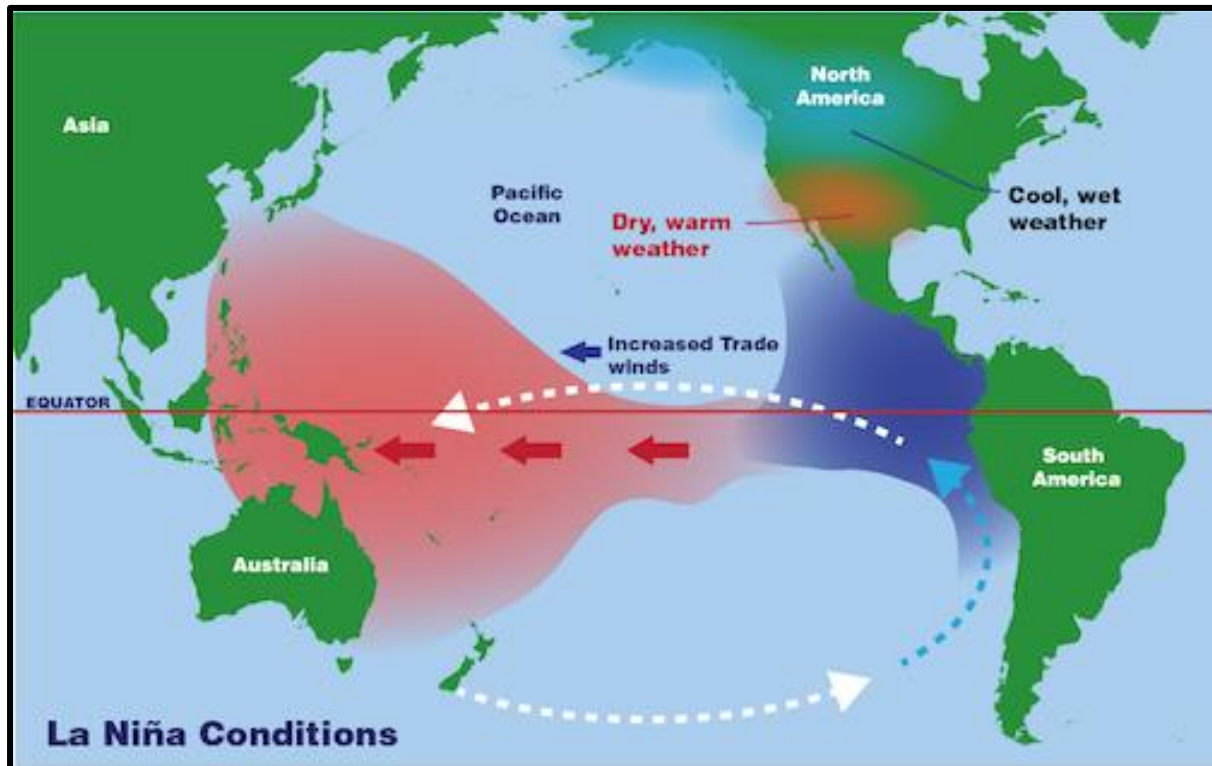 North
America
Asia
Pacific
Ocean
Cool, wet
weather
Dry, warm
weather
Increased Trade
winds
EQUATOR
South
America
Australia
La Niña Conditions